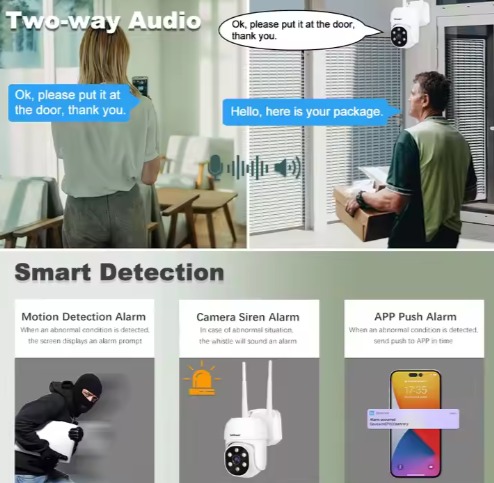 Two-way Audio
Ok, please put it at the door,
thank you.
Ok, please put it at
the door, thank you.
Hello, here is your package.
Smart Detection
Motion Detection Alarm
When an abnormal condition is detected,
the screen displays an alarm prompt
Camera Siren Alarm
In case of abnormal situation,
the whistle will sound an alarm
APP Push Alarm
When an abnormal condition is detected,
send push to APP in time
17:35